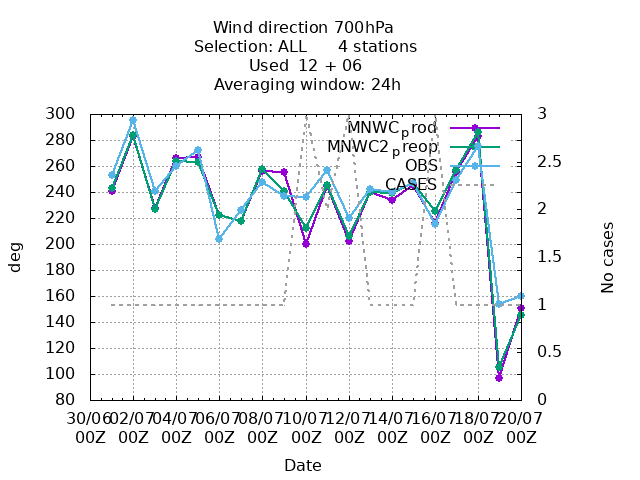 Wind direction 700hPa
Selection: ALL 4 stations
Used 12 + 06
Averaging window: 24h
300 3
280
260 2.5
240
220 2
200
180 1.5
160
140 1
120
100 0.5
80 0
MNWCprod
MNWC2preop
OBS
CASES
deg
No cases
30/06 02/07 04/07 06/07 08/07 10/07 12/07 14/07 16/07 18/07 20/07
00Z 00Z 00Z 00Z 00Z 00Z 00Z 00Z 00Z 00Z 00Z
Date